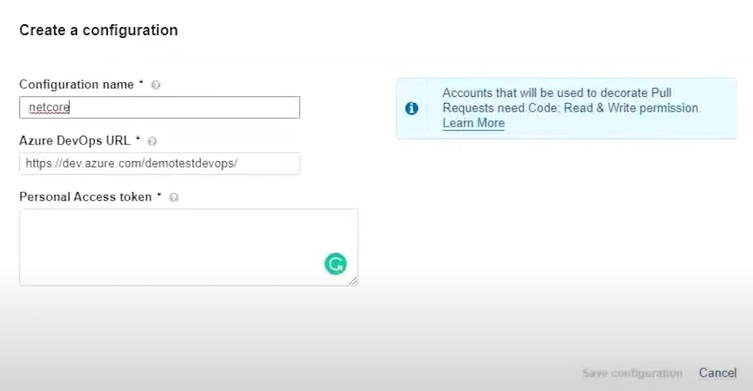 Create a configuration
Configuration name *
.netcore
Azure DevOps URL *
https://dev.azure.com/demotestdevops/
Personal Access token *
Accounts that will be used to decorate Pull
Requests need Code: Read & Write permission.
Learn More
Save configuration Cancel